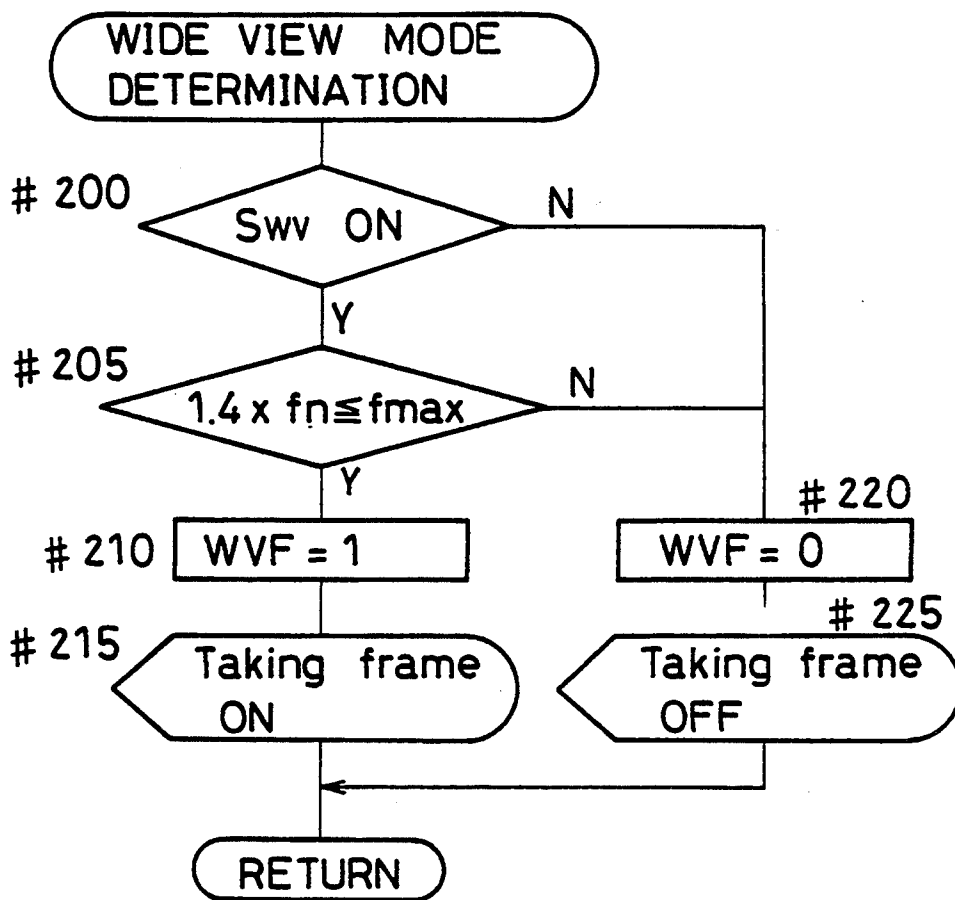 WIDE VIEW MODE
DETERMINATION
# 200
Swv ON
N
Y
# 205
1.4 x fn≦fmax
N
Y
# 210
WVF = 1
# 220
WVF = 0
# 215
Taking frame
ON
# 225
Taking frame
OFF
RETURN